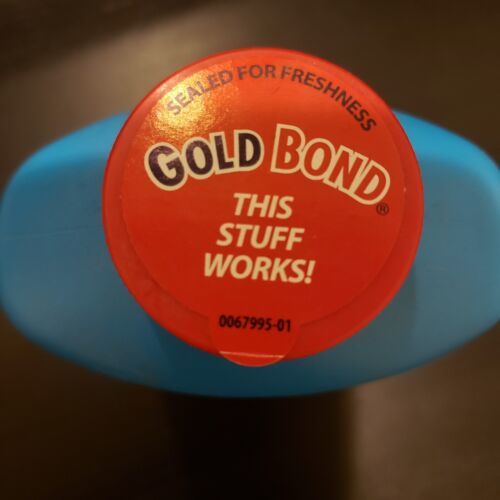 SEALED FOR FRESHNESS
GOLD BOND®
THIS
STUFF
WORKS!
0067995-01